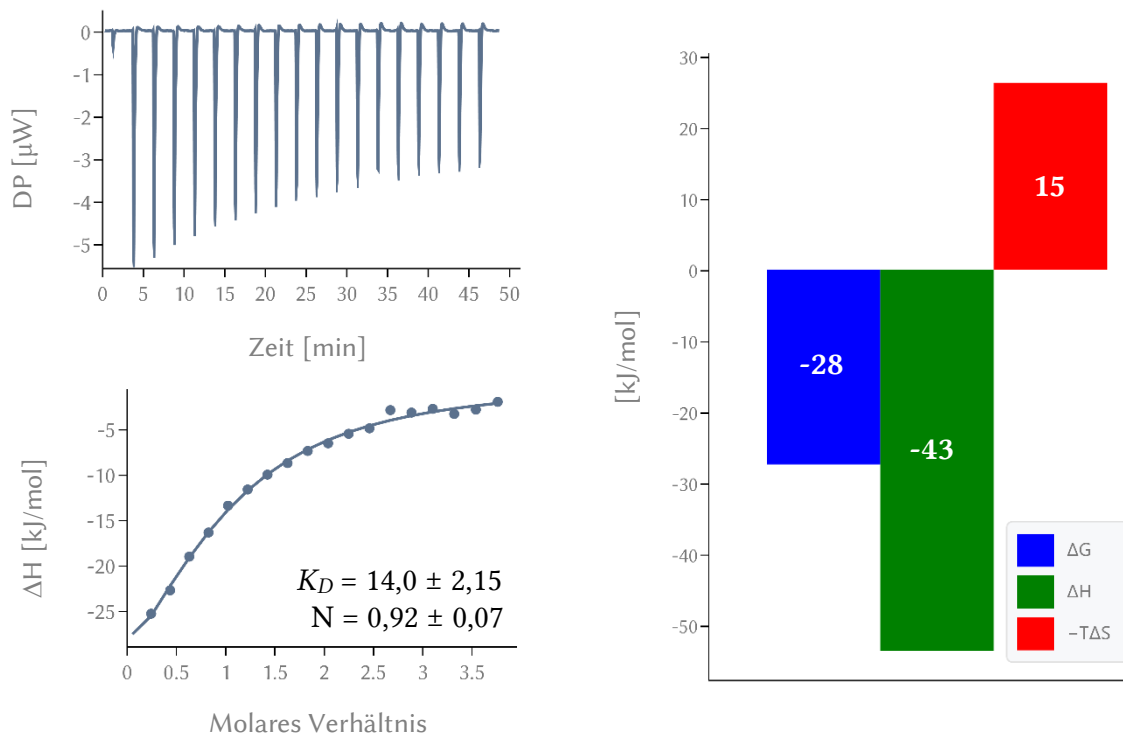 0
-1
-2
-3
-4
-5
DP [μW]
0 5 10 15 20 25 30 35 40 45 50
Zeit [min]
-5
-10
-15
-20
-25
ΔH [kJ/mol]
K_D = 14,0 ± 2,15
N = 0,92 ± 0,07
0 0.5 1 1.5 2 2.5 3 3.5
Molares Verhältnis
30
20
10
0
-10
-20
-30
-40
-50
[kJ/mol]
15
-28
-43
ΔG
ΔH
−TΔS